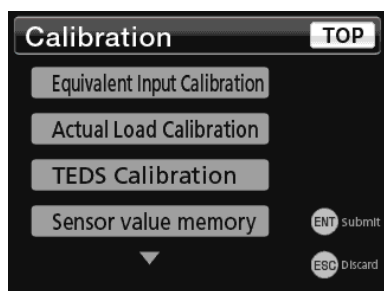 Calibration TOP
Equivalent Input Calibration
Actual Load Calibration
TEDS Calibration
Sensor value memory
ENT Submit
ESC Discard